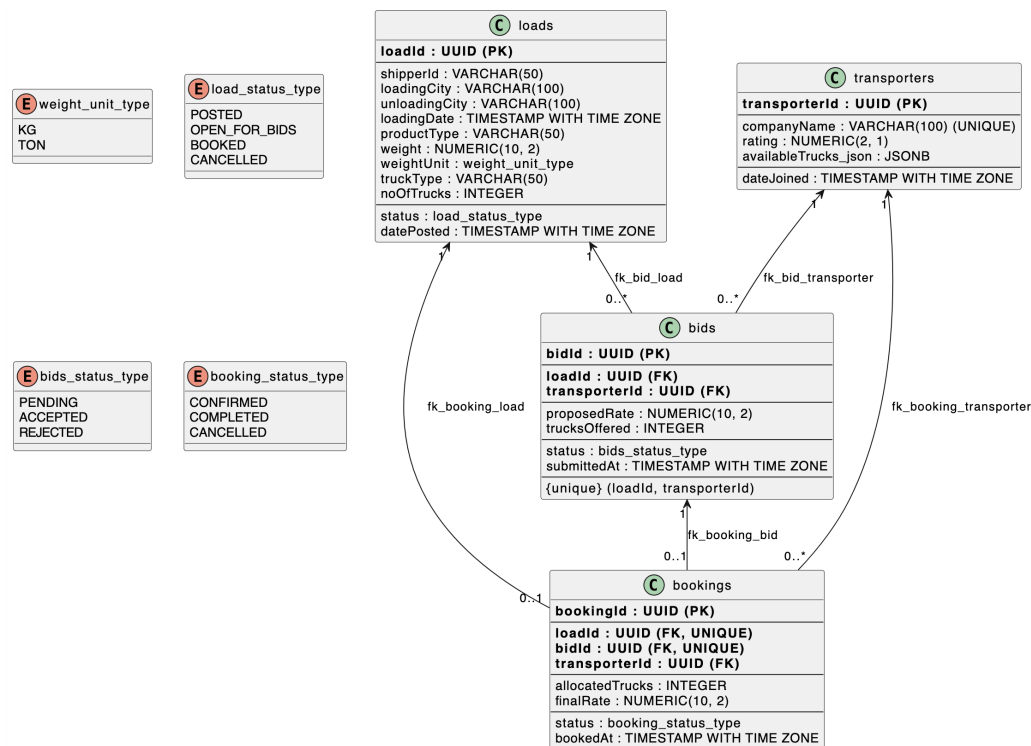 C loads
loadId : UUID (PK)
shipperId : VARCHAR(50)
loadingCity : VARCHAR(100)
unloadingCity : VARCHAR(100)
loadingDate : TIMESTAMP WITH TIME ZONE
productType : VARCHAR(50)
weight : NUMERIC(10, 2)
weightUnit : weight_unit_type
truckType : VARCHAR(50)
noOfTrucks : INTEGER
status : load_status_type
datePosted : TIMESTAMP WITH TIME ZONE
E weight_unit_type
KG
TON
E load_status_type
POSTED
OPEN_FOR_BIDS
BOOKED
CANCELLED
C transporters
transporterId : UUID (PK)
companyName : VARCHAR(100) (UNIQUE)
rating : NUMERIC(2, 1)
availableTrucks_json : JSONB
dateJoined : TIMESTAMP WITH TIME ZONE
1
1
1
1
fk_bid_load
fk_bid_transporter
0..*
0..*
C bids
bidId : UUID (PK)
loadId : UUID (FK)
transporterId : UUID (FK)
proposedRate : NUMERIC(10, 2)
trucksOffered : INTEGER
status : bids_status_type
submittedAt : TIMESTAMP WITH TIME ZONE
{unique} (loadId, transporterId)
E bids_status_type
PENDING
ACCEPTED
REJECTED
E booking_status_type
CONFIRMED
COMPLETED
CANCELLED
fk_booking_load
fk_booking_transporter
1
fk_booking_bid
0..1
0..*
0..1
C bookings
bookingId : UUID (PK)
loadId : UUID (FK, UNIQUE)
bidId : UUID (FK, UNIQUE)
transporterId : UUID (FK)
allocatedTrucks : INTEGER
finalRate : NUMERIC(10, 2)
status : booking_status_type
bookedAt : TIMESTAMP WITH TIME ZONE